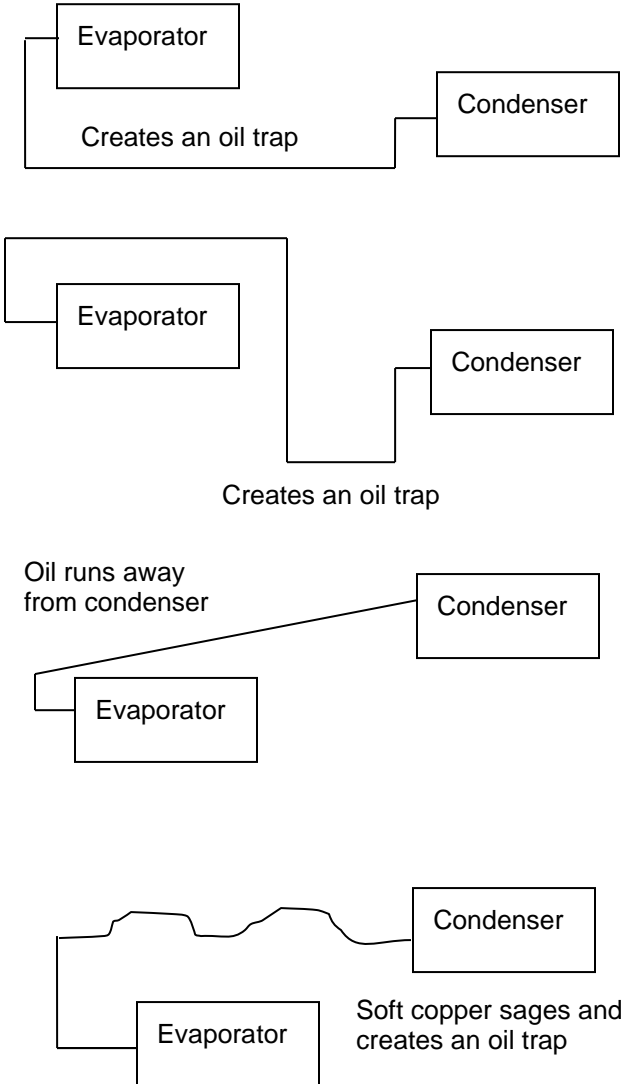 Evaporator
Condenser
Creates an oil trap
Evaporator
Condenser
Creates an oil trap
Oil runs away
from condenser
Condenser
Evaporator
Condenser
Soft copper sages and
creates an oil trap
Evaporator